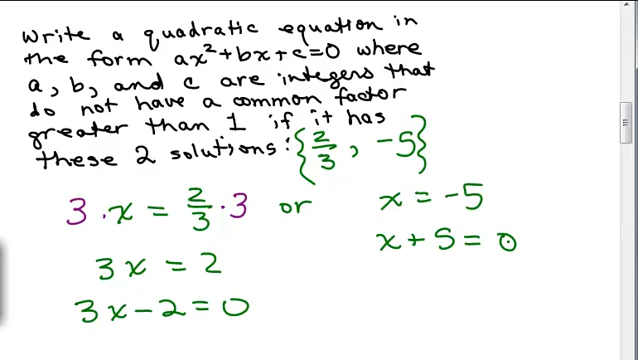 write a quadratic equation in
the form ax²+bx+c=0 where
a, b, and c are integers that
do not have a common factor
greater than 1 if it has
these 2 solutions: {2/3, -5}
3 · x = 2/3 · 3 or x = -5
x + 5 = 0
3x = 2
3x - 2 = 0